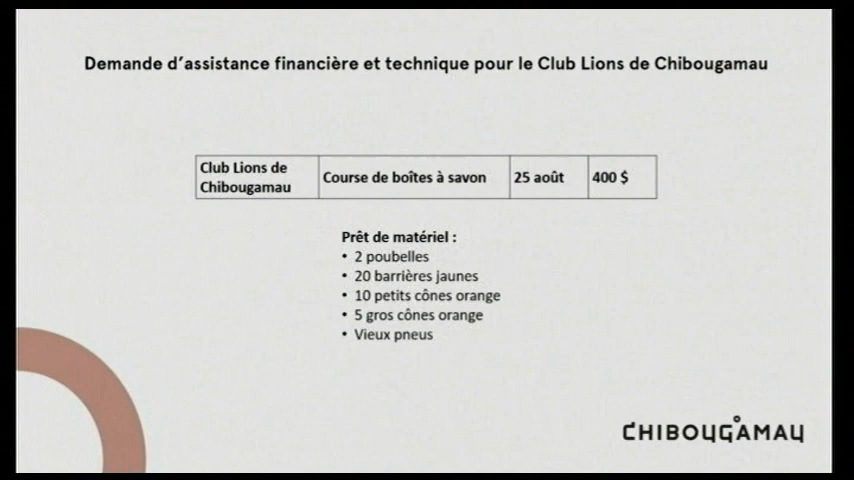 Demande d'assistance financière et technique pour le Club Lions de Chibougamau
Club Lions de
Chibougamau
Course de boîtes à savon
25 août
400 $
Prêt de matériel :
• 2 poubelles
• 20 barrières jaunes
• 10 petits cônes orange
• 5 gros cônes orange
• Vieux pneus
CHIBOUGAMAU